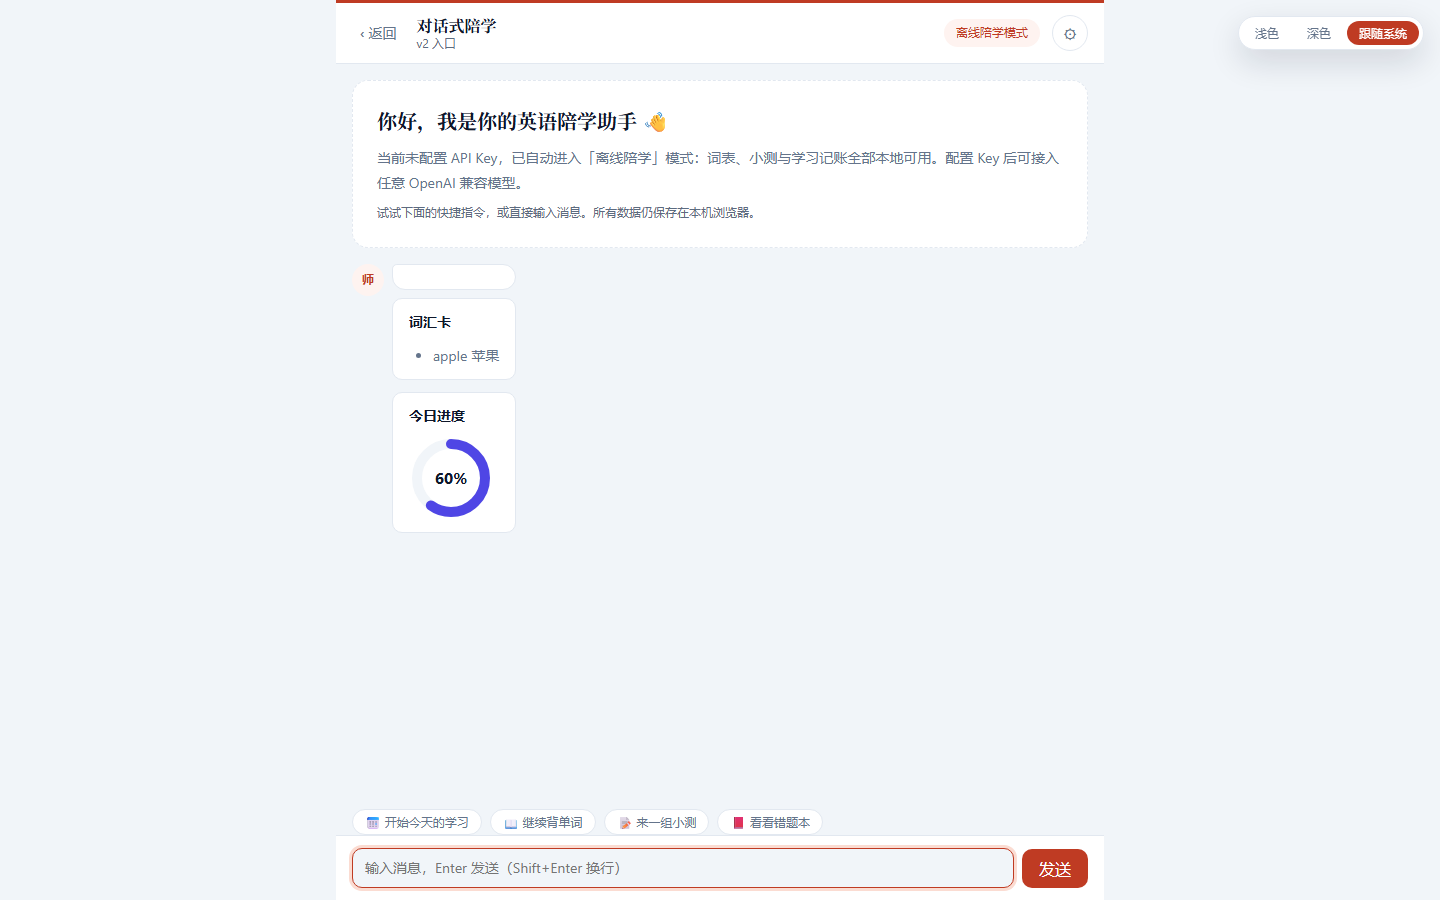 ‹ 返回
对话式陪学
v2 入口
离线陪学模式
浅色
深色
跟随系统
你好，我是你的英语陪学助手 👋
当前未配置 API Key，已自动进入「离线陪学」模式：词表、小测与学习记账全部本地可用。配置 Key 后可接入
任意 OpenAI 兼容模型。
试试下面的快捷指令，或直接输入消息。所有数据仍保存在本机浏览器。
师
词汇卡
• apple 苹果
今日进度
60%
开始今天的学习
继续背单词
来一组小测
看看错题本
输入消息，Enter 发送（Shift+Enter 换行）
发送